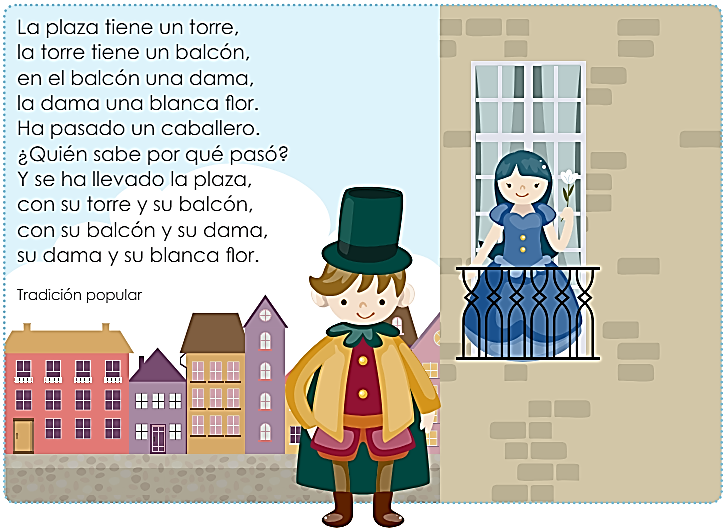 La plaza tiene un torre,
la torre tiene un balcón,
en el balcón una dama,
la dama una blanca flor.
Ha pasado un caballero.
¿Quién sabe por qué pasó?
Y se ha llevado la plaza,
con su torre y su balcón,
con su balcón y su dama,
su dama y su blanca flor.
Tradición popular